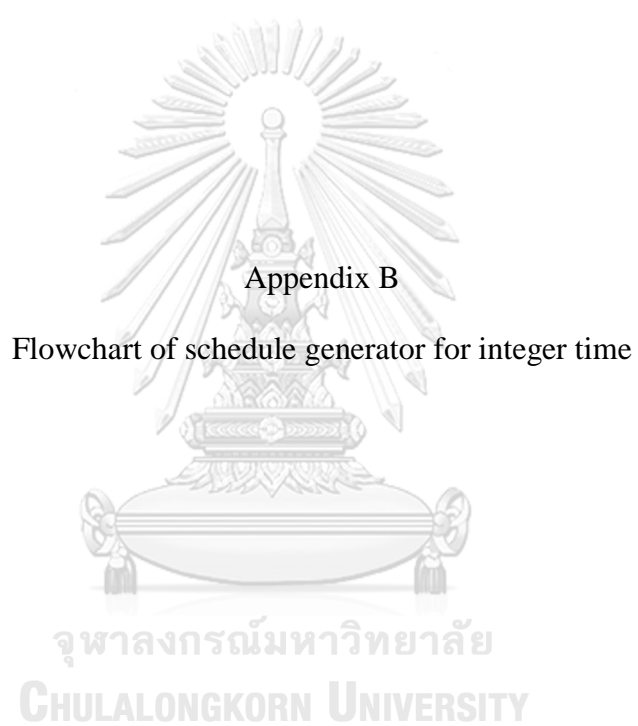 Appendix B
Flowchart of schedule generator for integer time
จุฬาลงกรณ์มหาวิทยาลัย
CHULALONGKORN UNIVERSITY